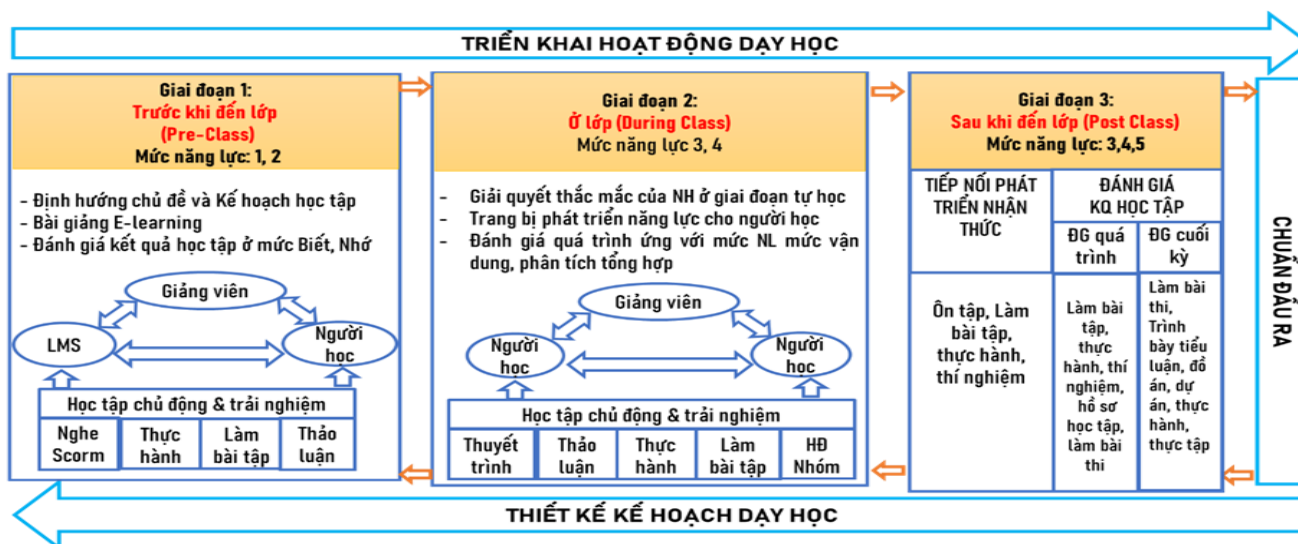 TRIỂN KHAI HOẠT ĐỘNG DẠY HỌC
Giai đoạn 1:
Trước khi đến lớp
(Pre-Class)
Mức năng lực: 1, 2
- Định hướng chủ đề và Kế hoạch học tập
- Bài giảng E-learning
- Đánh giá kết quả học tập ở mức Biết, Nhớ
Giảng viên
LMS
Người
học
Học tập chủ động & trải nghiệm
Nghe
Scorm
Thực
hành
Làm
bài tập
Thảo
luận
Giai đoạn 2:
Ở lớp (During Class)
Mức năng lực 3, 4
- Giải quyết thắc mắc của NH ở giai đoạn tự học
- Trang bị phát triển năng lực cho người học
- Đánh giá quá trình ứng với mức NL mức vận
dung, phân tích tổng hợp
Giảng viên
Người
học
Người
học
Học tập chủ động & trải nghiệm
Thuyết
trình
Thảo
luận
Thực
hành
Làm
bài tập
HĐ
Nhóm
Giai đoạn 3:
Sau khi đến lớp (Post Class)
Mức năng lực: 3,4,5
TIẾP NỐI PHÁT
TRIỂN NHẬN
THỨC
ĐÁNH GIÁ
KQ HỌC TẬP
ĐG quá
trình
ĐG cuối
kỳ
Ôn tập, Làm
bài tập,
thực hành,
thí nghiệm
Làm bài
tập,
thực
hành, thí
nghiệm,
hồ sơ
học tập,
làm bài
thi
Làm bài
thi,
Trình
bày tiểu
luận, đồ
án, dự
án, thực
hành,
thực tập
CHUẨN ĐẦU RA
THIẾT KẾ KẾ HOẠCH DẠY HỌC